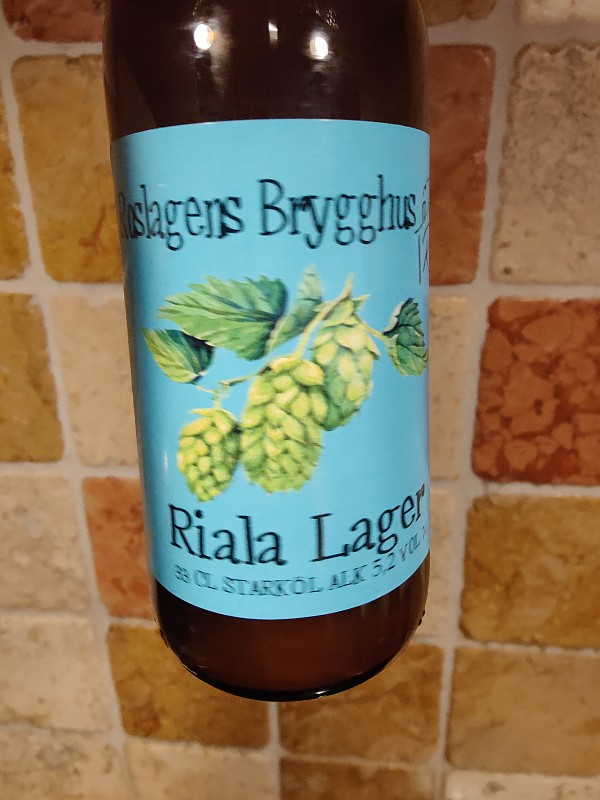 Roslagens Brygghus
Riala Lager
33 CL STARKÖL ALK 5,2 VOL %